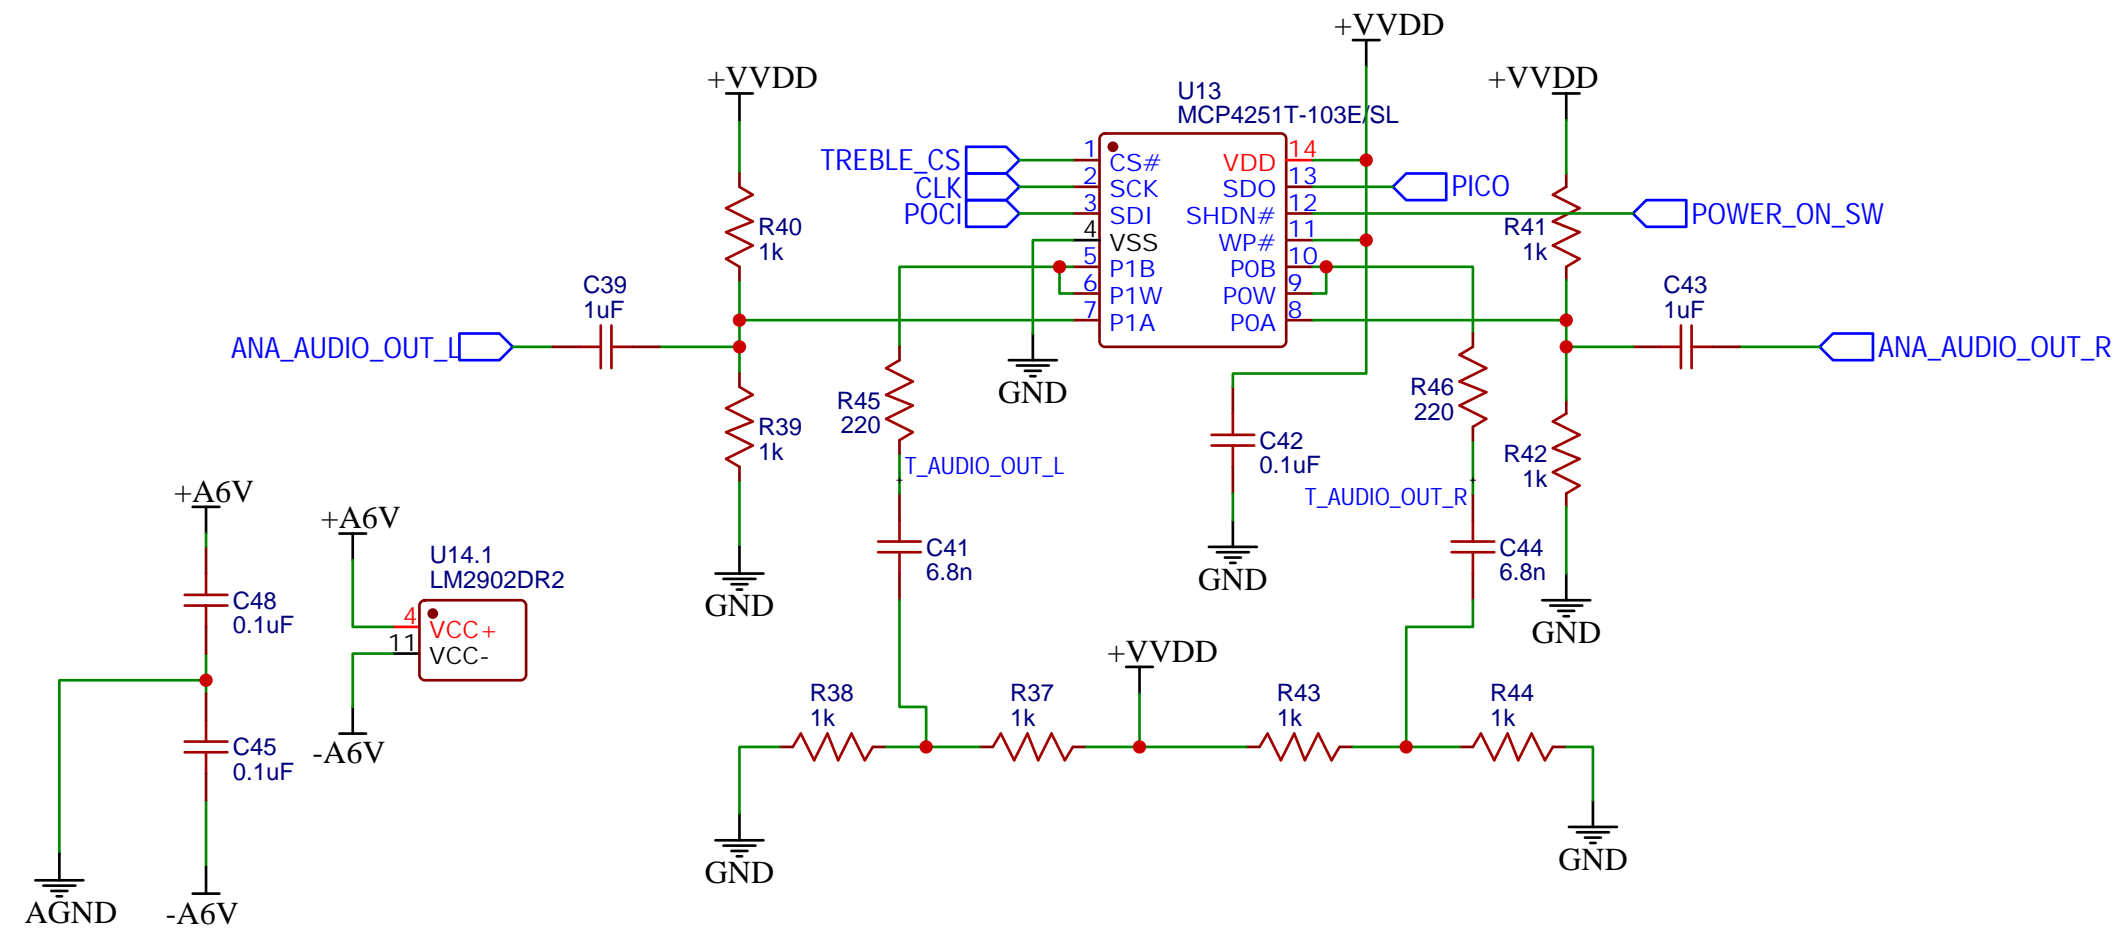 +VVDD
+VVDD
+VVDD
U13
MCP4251T-103E/SL
TREBLE_CS
CLK
POCI
1
2
3
4
5
6
7
CS#
SCK
SDI
VSS
P1B
P1W
P1A
VDD
SDO
SHDN#
WP#
P0B
P0W
P0A
14
13
12
11
10
9
8
PICO
POWER_ON_SW
R40
1k
R41
1k
C39
1uF
C43
1uF
ANA_AUDIO_OUT_L
ANA_AUDIO_OUT_R
GND
R45
220
R46
220
R39
1k
C42
0.1uF
R42
1k
T_AUDIO_OUT_L
T_AUDIO_OUT_R
+A6V
+A6V
U14.1
LM2902DR2
4
VCC+
11
VCC-
-A6V
C48
0.1uF
C45
0.1uF
AGND
-A6V
C41
6.8n
C44
6.8n
GND
GND
GND
+VVDD
R38
1k
R37
1k
R43
1k
R44
1k
GND
GND